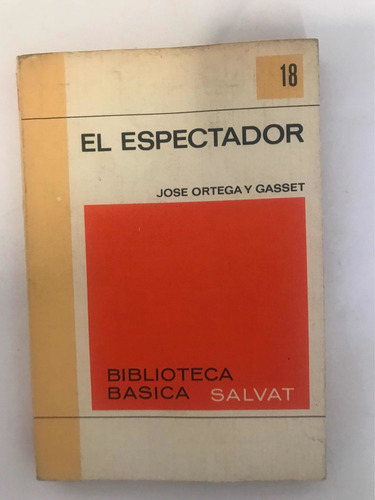 18
EL ESPECTADOR
JOSE ORTEGA Y GASSET
BIBLIOTECA
BASICA SALVAT